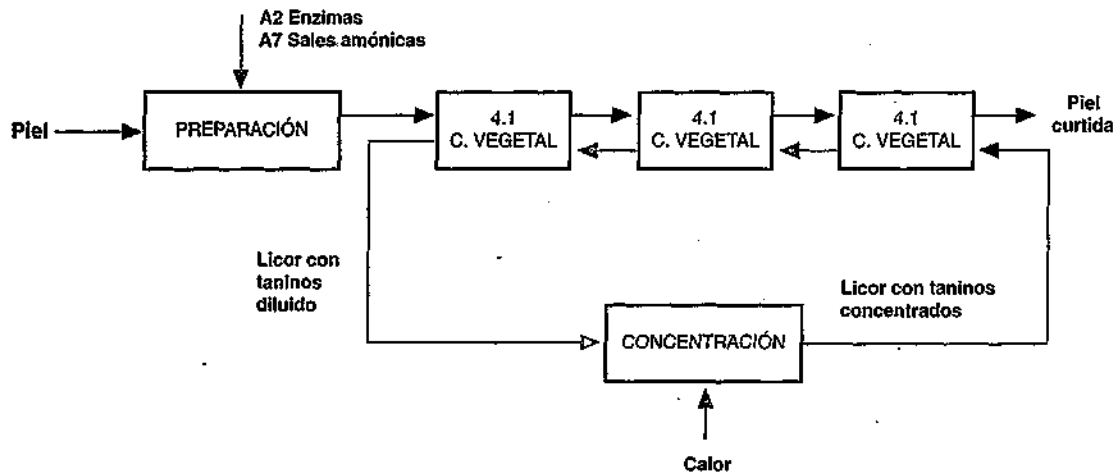 A2 Enzimas
A7 Sales amónicas
Piel
PREPARACIÓN
4.1
C. VEGETAL
4.1
C. VEGETAL
4.1
C. VEGETAL
Piel
curtida
Licor con
taninos
diluido
Licor con taninos
concentrados
CONCENTRACIÓN
Calor